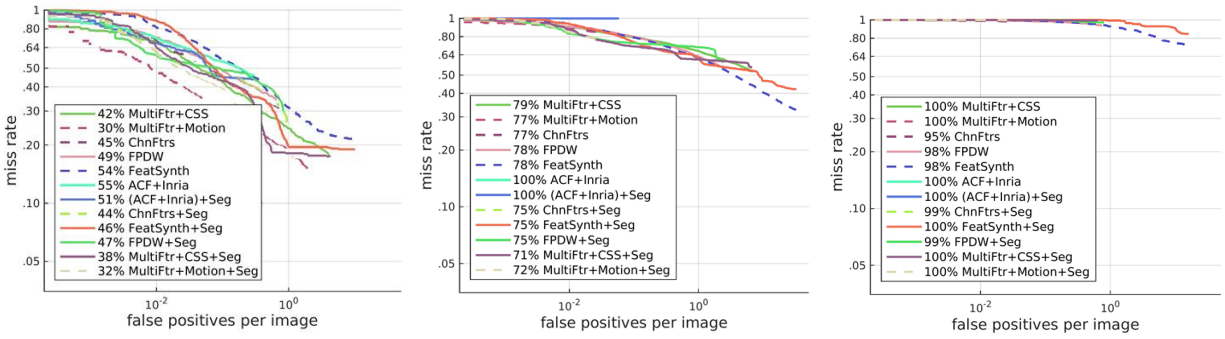 1
.80
.64
.50
.40
.30
.20
.10
.05
miss rate
42% MultiFtr+CSS
30% MultiFtr+Motion
45% ChnFtrs
49% FPDW
54% FeatSynth
55% ACF+Inria
51% (ACF+Inria)+Seg
44% ChnFtrs+Seg
46% FeatSynth+Seg
47% FPDW+Seg
38% MultiFtr+CSS+Seg
32% MultiFtr+Motion+Seg
10^-2 10^0
false positives per image
1
.80
.64
.50
.40
.30
.20
.10
.05
miss rate
79% MultiFtr+CSS
77% MultiFtr+Motion
77% ChnFtrs
78% FPDW
78% FeatSynth
100% ACF+Inria
100% (ACF+Inria)+Seg
75% ChnFtrs+Seg
75% FeatSynth+Seg
75% FPDW+Seg
71% MultiFtr+CSS+Seg
72% MultiFtr+Motion+Seg
10^-2 10^0
false positives per image
1
.80
.64
.50
.40
.30
.20
.10
.05
miss rate
100% MultiFtr+CSS
100% MultiFtr+Motion
95% ChnFtrs
98% FPDW
98% FeatSynth
100% ACF+Inria
100% (ACF+Inria)+Seg
99% ChnFtrs+Seg
100% FeatSynth+Seg
99% FPDW+Seg
100% MultiFtr+CSS+Seg
100% MultiFtr+Motion+Seg
10^-2 10^0
false positives per image